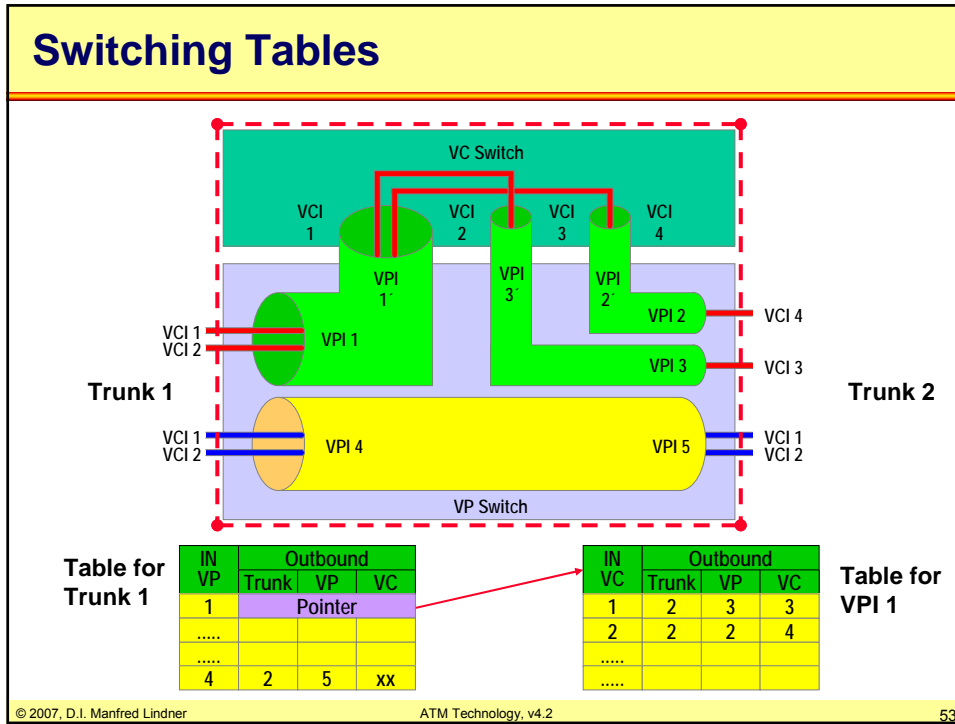 Switching Tables
VC Switch
VCI 1
VCI 2
VCI 3
VCI 4
VPI 1´
VPI 3´
VPI 2´
VCI 1
VCI 2
VPI 1
VPI 2
VCI 4
VPI 3
VCI 3
Trunk 1
Trunk 2
VCI 1
VCI 2
VPI 4
VPI 5
VCI 1
VCI 2
VP Switch
Table for
Trunk 1
IN VP Outbound
Trunk VP VC
1 Pointer
.....
.....
4 2 5 xx
IN VC Outbound
Trunk VP VC
1 2 3 3
2 2 2 4
.....
.....
Table for
VPI 1
© 2007, D.I. Manfred Lindner ATM Technology, v4.2 53